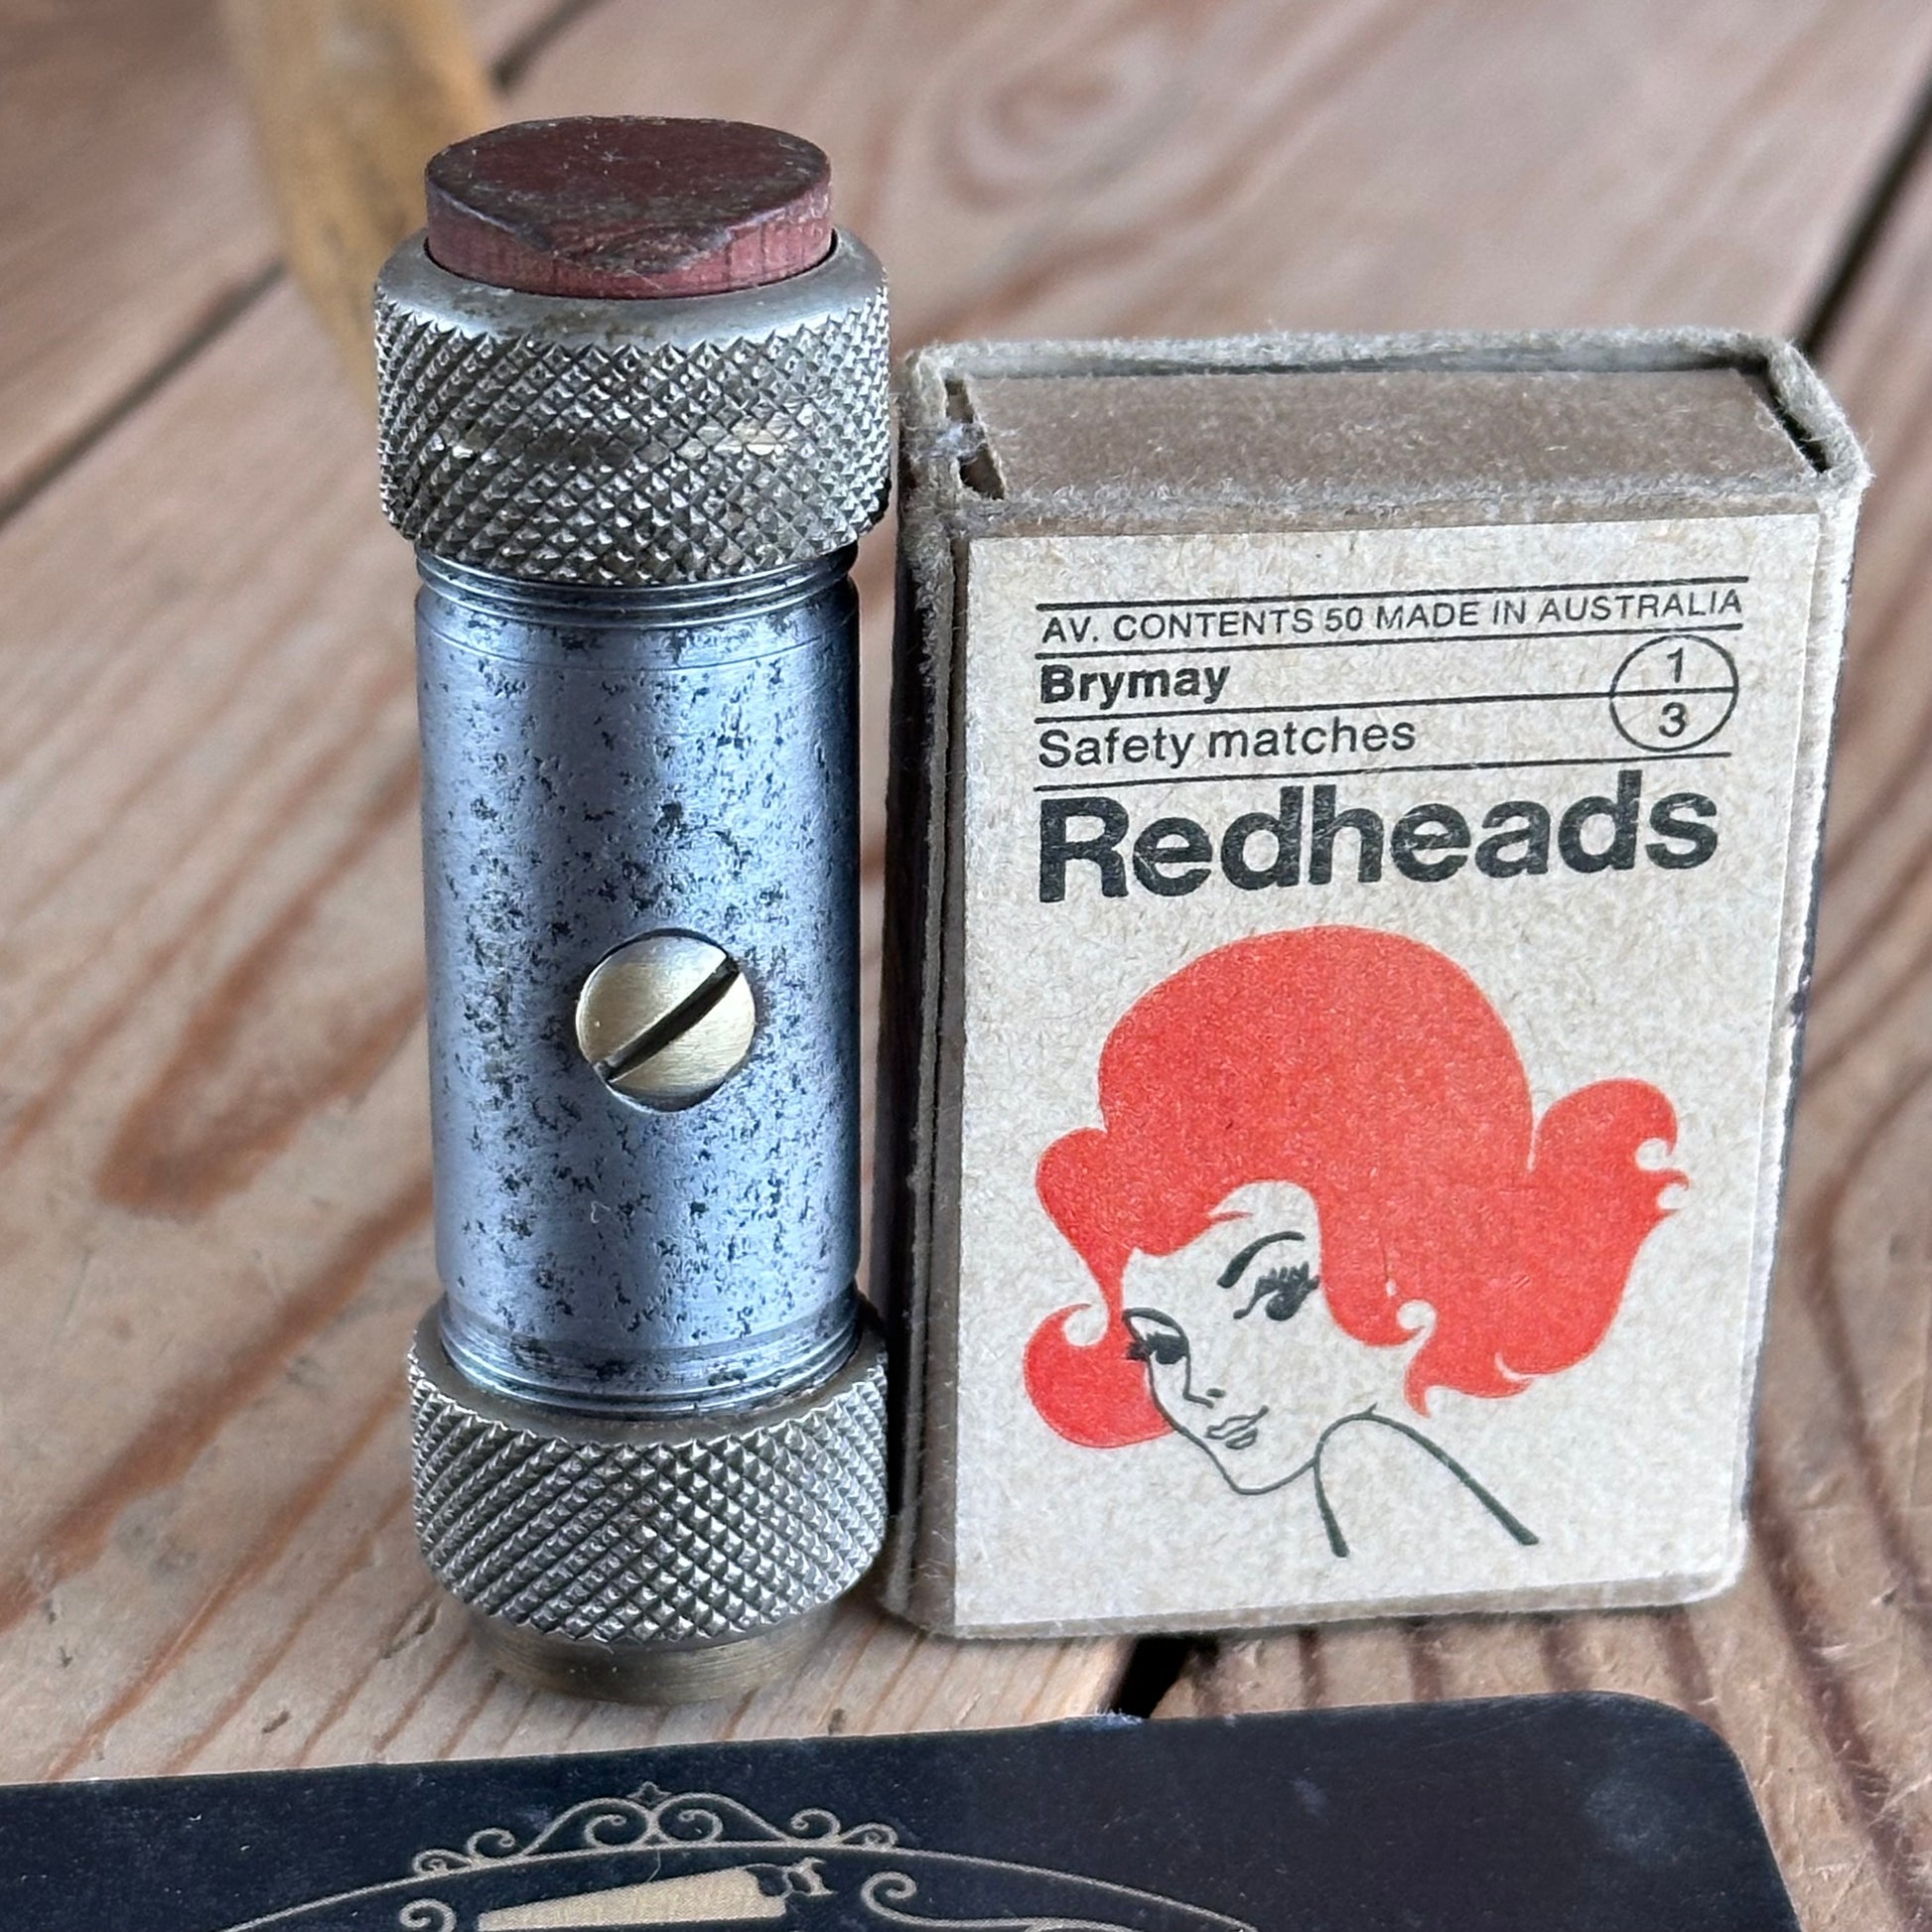 AV. CONTENTS 50 MADE IN AUSTRALIA
Brymay
1
3
Safety matches
Redheads